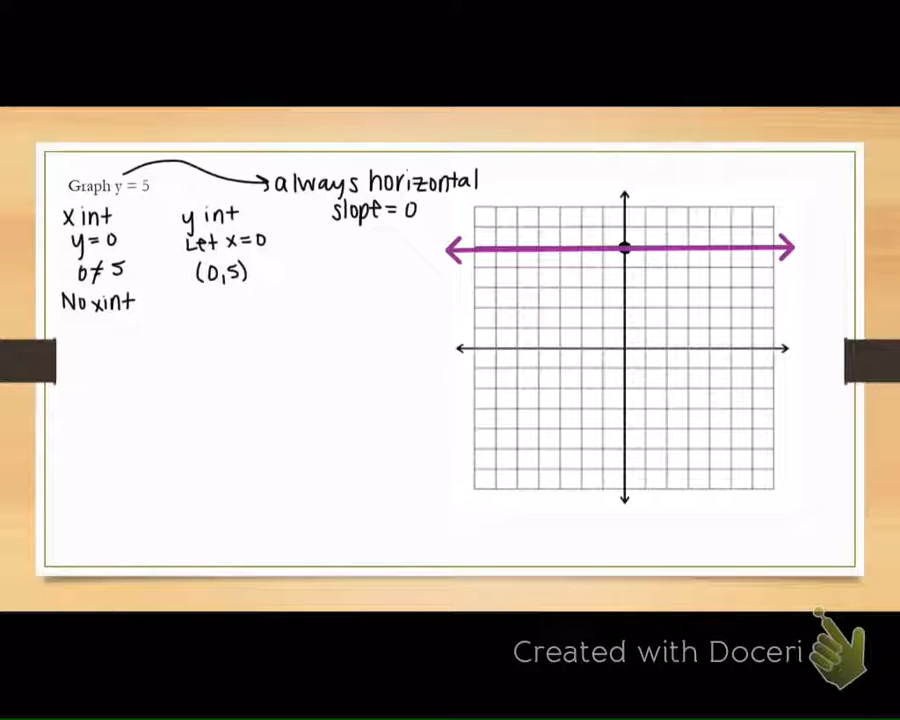 Graph y = 5
always horizontal
slope = 0
x int
y = 0
0 ≠ 5
No xint
y int
Let x = 0
(0,5)
Created with Doceri